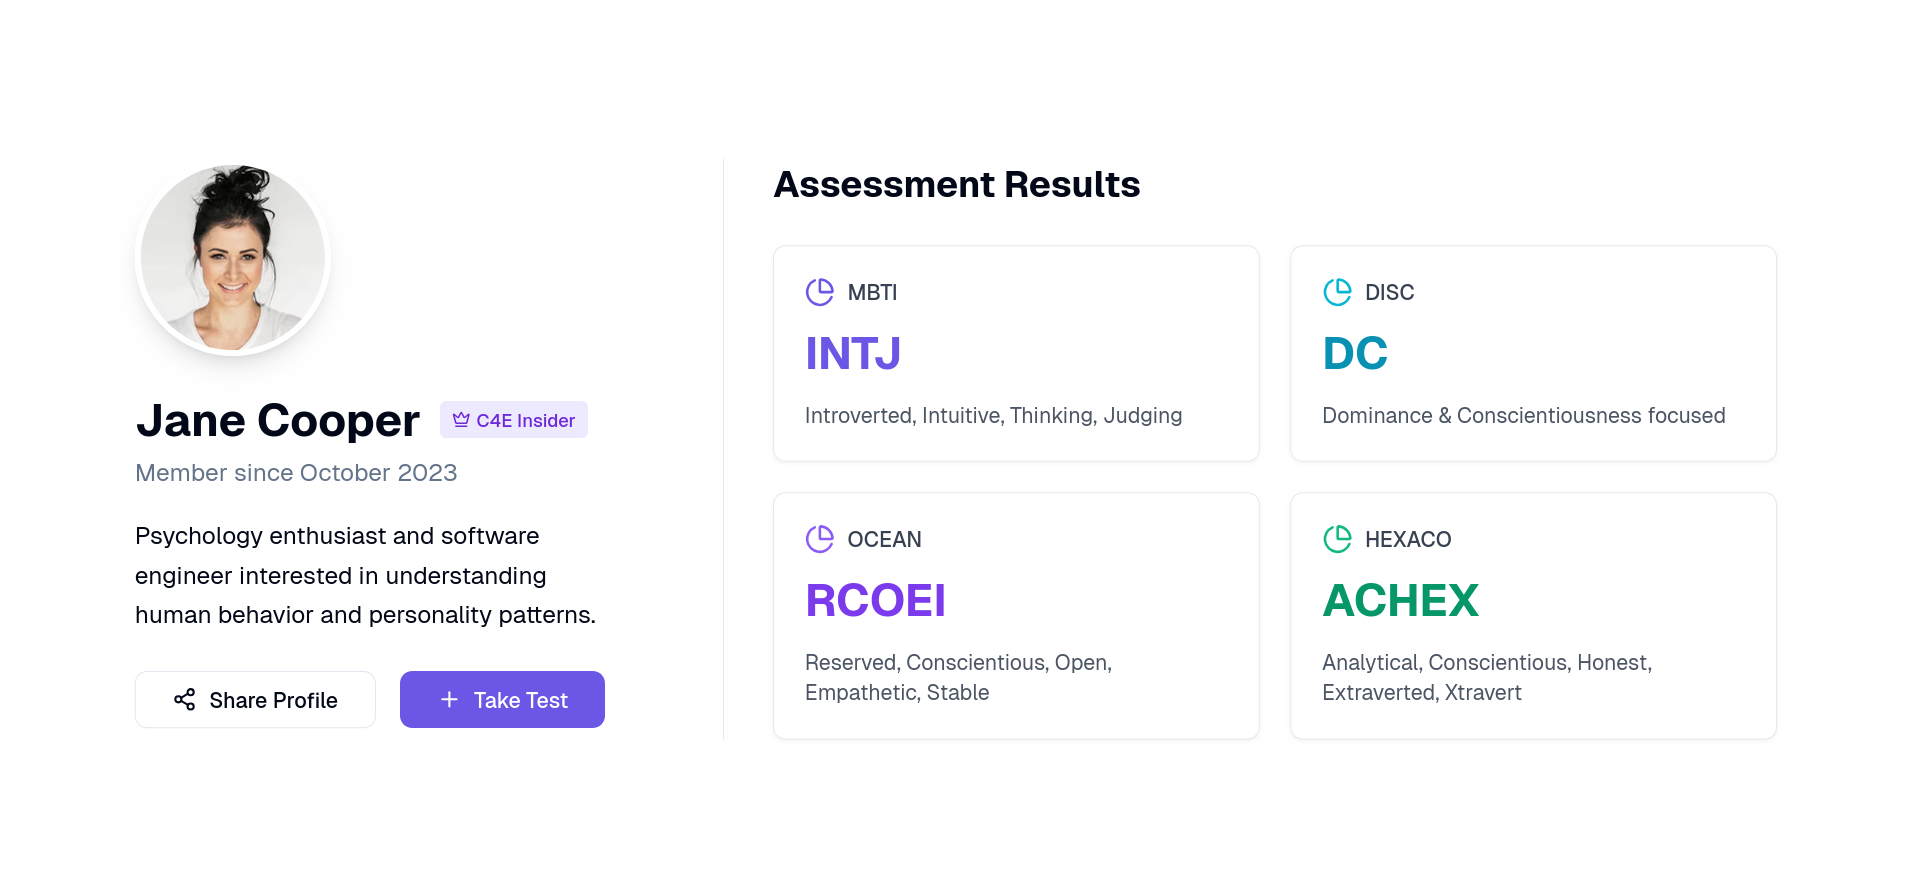 Jane Cooper
C4E Insider
Member since October 2023
Psychology enthusiast and software
engineer interested in understanding
human behavior and personality patterns.
Share Profile
Take Test
Assessment Results
MBTI
INTJ
Introverted, Intuitive, Thinking, Judging
DISC
DC
Dominance & Conscientiousness focused
OCEAN
RCOEI
Reserved, Conscientious, Open,
Empathetic, Stable
HEXACO
ACHEX
Analytical, Conscientious, Honest,
Extraverted, Xtravert